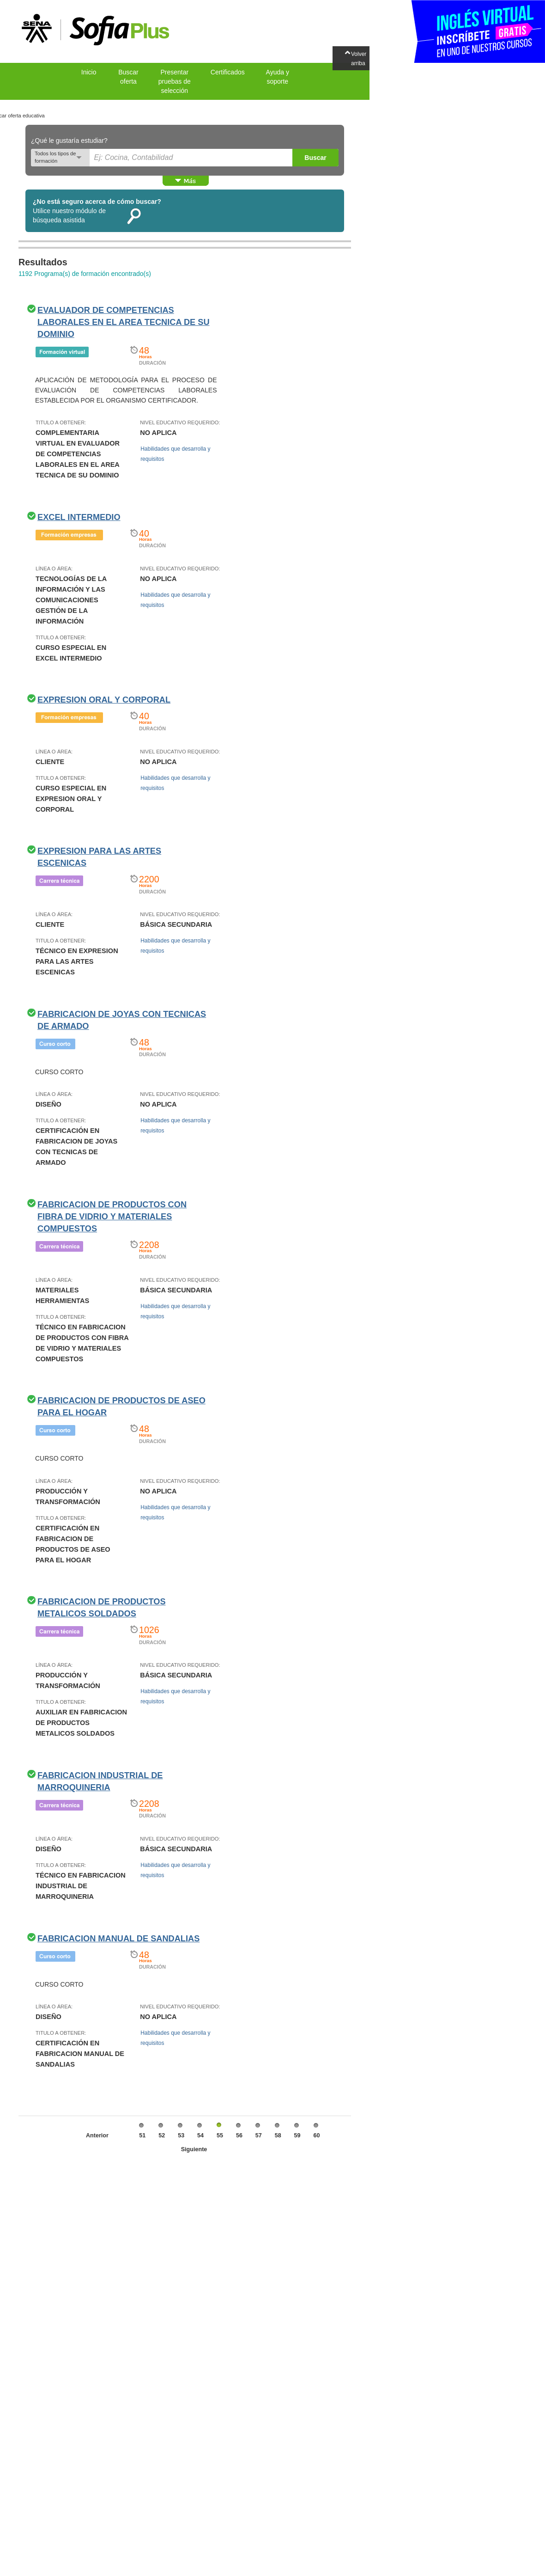 SENA
Sofia Plus
INGLÉS VIRTUAL
INSCRÍBETE GRATIS
EN UNO DE NUESTROS CURSOS
Volver
arriba
Inicio
Buscar
oferta
Presentar
pruebas de
selección
Certificados
Ayuda y
soporte
car oferta educativa
¿Qué le gustaria estudiar?
Todos los tipos de
formación
Ej: Cocina, Contabilidad
Buscar
Más
¿No está seguro acerca de cómo buscar?
Utilice nuestro módulo de
búsqueda asistida
Resultados
1192 Programa(s) de formación encontrado(s)
EVALUADOR DE COMPETENCIAS
LABORALES EN EL AREA TECNICA DE SU
DOMINIO
Formación virtual
48
Horas
DURACIÓN
APLICACIÓN DE METODOLOGÍA PARA EL PROCESO DE
EVALUACIÓN DE COMPETENCIAS LABORALES
ESTABLECIDA POR EL ORGANISMO CERTIFICADOR.
TITULO A OBTENER:
COMPLEMENTARIA
VIRTUAL EN EVALUADOR
DE COMPETENCIAS
LABORALES EN EL AREA
TECNICA DE SU DOMINIO
NIVEL EDUCATIVO REQUERIDO:
NO APLICA
Habilidades que desarrolla y
requisitos
EXCEL INTERMEDIO
Formación empresas
40
Horas
DURACIÓN
LÍNEA O ÁREA:
TECNOLOGÍAS DE LA
INFORMACIÓN Y LAS
COMUNICACIONES
GESTIÓN DE LA
INFORMACIÓN
TITULO A OBTENER:
CURSO ESPECIAL EN
EXCEL INTERMEDIO
NIVEL EDUCATIVO REQUERIDO:
NO APLICA
Habilidades que desarrolla y
requisitos
EXPRESION ORAL Y CORPORAL
Formación empresas
40
Horas
DURACIÓN
LÍNEA O ÁREA:
CLIENTE
TITULO A OBTENER:
CURSO ESPECIAL EN
EXPRESION ORAL Y
CORPORAL
NIVEL EDUCATIVO REQUERIDO:
NO APLICA
Habilidades que desarrolla y
requisitos
EXPRESION PARA LAS ARTES
ESCENICAS
Carrera técnica
2200
Horas
DURACIÓN
LÍNEA O ÁREA:
CLIENTE
TITULO A OBTENER:
TÉCNICO EN EXPRESION
PARA LAS ARTES
ESCENICAS
NIVEL EDUCATIVO REQUERIDO:
BÁSICA SECUNDARIA
Habilidades que desarrolla y
requisitos
FABRICACION DE JOYAS CON TECNICAS
DE ARMADO
Curso corto
48
Horas
DURACIÓN
CURSO CORTO
LÍNEA O ÁREA:
DISEÑO
TITULO A OBTENER:
CERTIFICACIÓN EN
FABRICACION DE JOYAS
CON TECNICAS DE
ARMADO
NIVEL EDUCATIVO REQUERIDO:
NO APLICA
Habilidades que desarrolla y
requisitos
FABRICACION DE PRODUCTOS CON
FIBRA DE VIDRIO Y MATERIALES
COMPUESTOS
Carrera técnica
2208
Horas
DURACIÓN
LÍNEA O ÁREA:
MATERIALES
HERRAMIENTAS
TITULO A OBTENER:
TÉCNICO EN FABRICACION
DE PRODUCTOS CON FIBRA
DE VIDRIO Y MATERIALES
COMPUESTOS
NIVEL EDUCATIVO REQUERIDO:
BÁSICA SECUNDARIA
Habilidades que desarrolla y
requisitos
FABRICACION DE PRODUCTOS DE ASEO
PARA EL HOGAR
Curso corto
48
Horas
DURACIÓN
CURSO CORTO
LÍNEA O ÁREA:
PRODUCCIÓN Y
TRANSFORMACIÓN
TITULO A OBTENER:
CERTIFICACIÓN EN
FABRICACION DE
PRODUCTOS DE ASEO
PARA EL HOGAR
NIVEL EDUCATIVO REQUERIDO:
NO APLICA
Habilidades que desarrolla y
requisitos
FABRICACION DE PRODUCTOS
METALICOS SOLDADOS
Carrera técnica
1026
Horas
DURACIÓN
LÍNEA O ÁREA:
PRODUCCIÓN Y
TRANSFORMACIÓN
TITULO A OBTENER:
AUXILIAR EN FABRICACION
DE PRODUCTOS
METALICOS SOLDADOS
NIVEL EDUCATIVO REQUERIDO:
BÁSICA SECUNDARIA
Habilidades que desarrolla y
requisitos
FABRICACION INDUSTRIAL DE
MARROQUINERIA
Carrera técnica
2208
Horas
DURACIÓN
LÍNEA O ÁREA:
DISEÑO
TITULO A OBTENER:
TÉCNICO EN FABRICACION
INDUSTRIAL DE
MARROQUINERIA
NIVEL EDUCATIVO REQUERIDO:
BÁSICA SECUNDARIA
Habilidades que desarrolla y
requisitos
FABRICACION MANUAL DE SANDALIAS
Curso corto
48
Horas
DURACIÓN
CURSO CORTO
LÍNEA O ÁREA:
DISEÑO
TITULO A OBTENER:
CERTIFICACIÓN EN
FABRICACION MANUAL DE
SANDALIAS
NIVEL EDUCATIVO REQUERIDO:
NO APLICA
Habilidades que desarrolla y
requisitos
Anterior 51 52 53 54 55 56 57 58 59 60
Siguiente